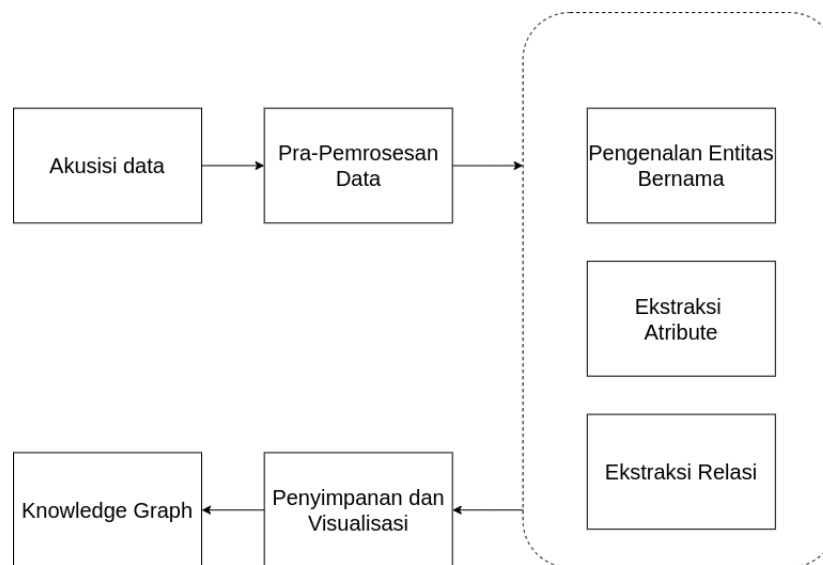 Akusisi data
Pra-Pemrosesan
Data
Pengenalan Entitas
Bernama
Ekstraksi
Atribute
Ekstraksi Relasi
Penyimpanan dan
Visualisasi
Knowledge Graph